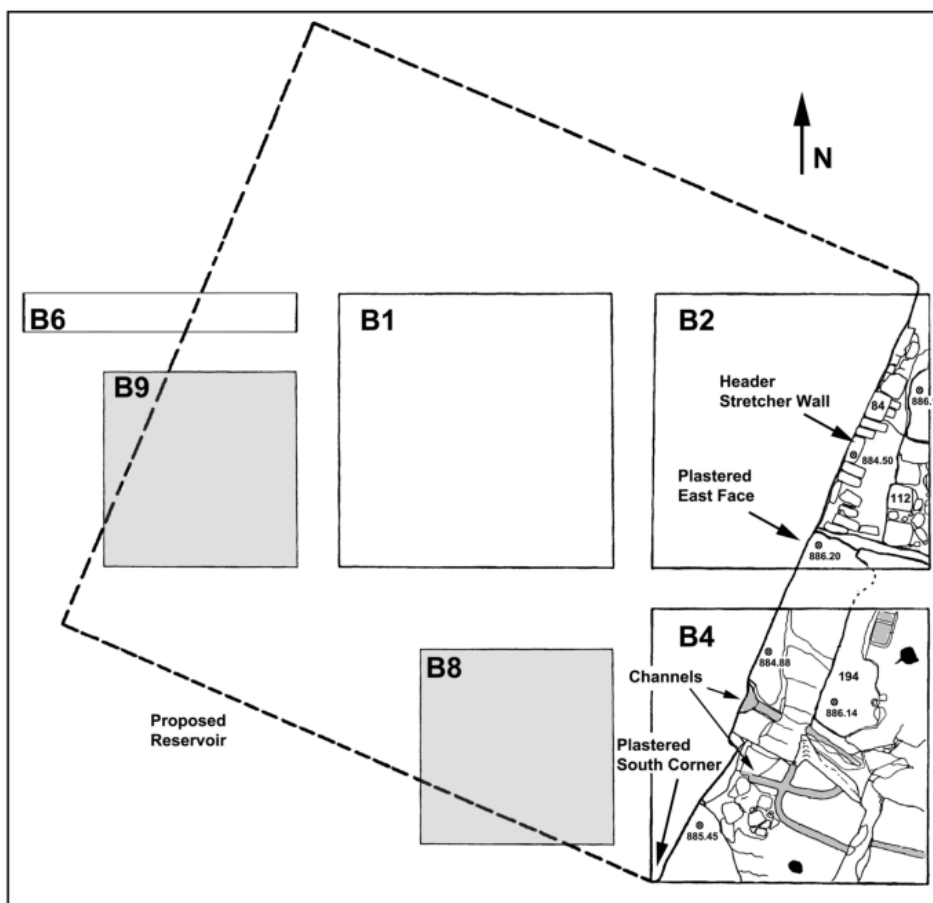 N
B6
B1
B2
B9
Header
Stretcher Wall
84
886.
884.50
Plastered
East Face
112
886.20
B4
B8
884.88
Channels
194
886.14
Proposed
Reservoir
Plastered
South Corner
885.45